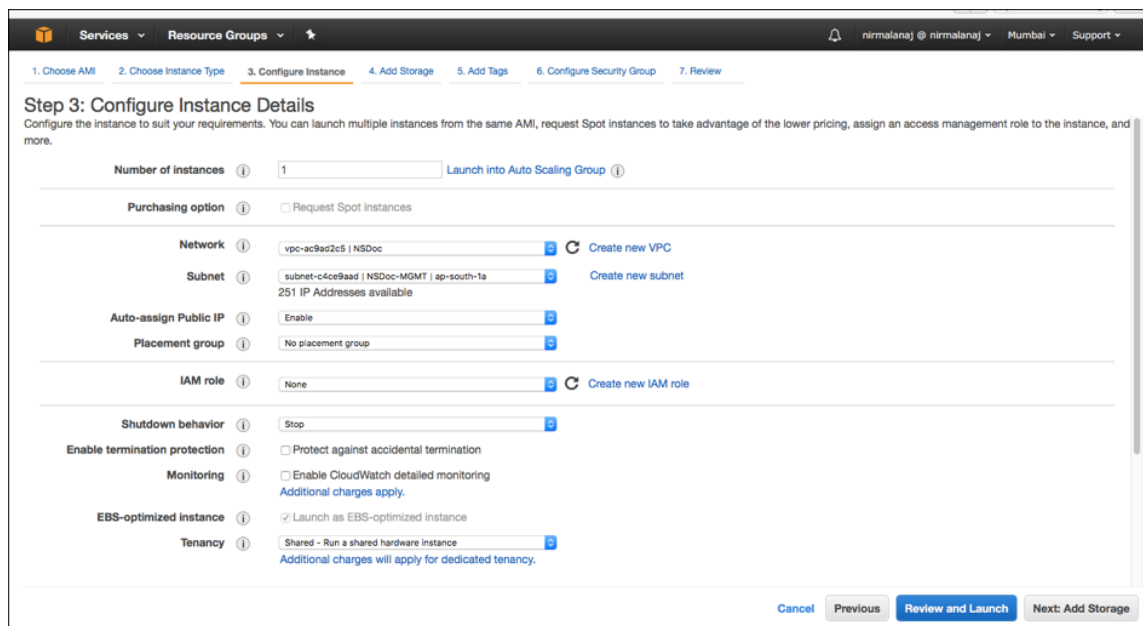 Services Resource Groups nirmalanaj @ nirmalanaj Mumbai Support
1. Choose AMI 2. Choose Instance Type 3. Configure Instance 4. Add Storage 5. Add Tags 6. Configure Security Group 7. Review
Step 3: Configure Instance Details
Configure the instance to suit your requirements. You can launch multiple instances from the same AMI, request Spot instances to take advantage of the lower pricing, assign an access management role to the instance, and
more.
Number of instances 1 Launch into Auto Scaling Group
Purchasing option Request Spot instances
Network vpc-ac9ad2c5 | NSDoc Create new VPC
Subnet subnet-c4ce9aad | NSDoc-MGMT | ap-south-1a Create new subnet
251 IP Addresses available
Auto-assign Public IP Enable
Placement group No placement group
IAM role None Create new IAM role
Shutdown behavior Stop
Enable termination protection Protect against accidental termination
Monitoring Enable CloudWatch detailed monitoring
Additional charges apply.
EBS-optimized instance Launch as EBS-optimized instance
Tenancy Shared - Run a shared hardware instance
Additional charges will apply for dedicated tenancy.
Cancel Previous Review and Launch Next: Add Storage